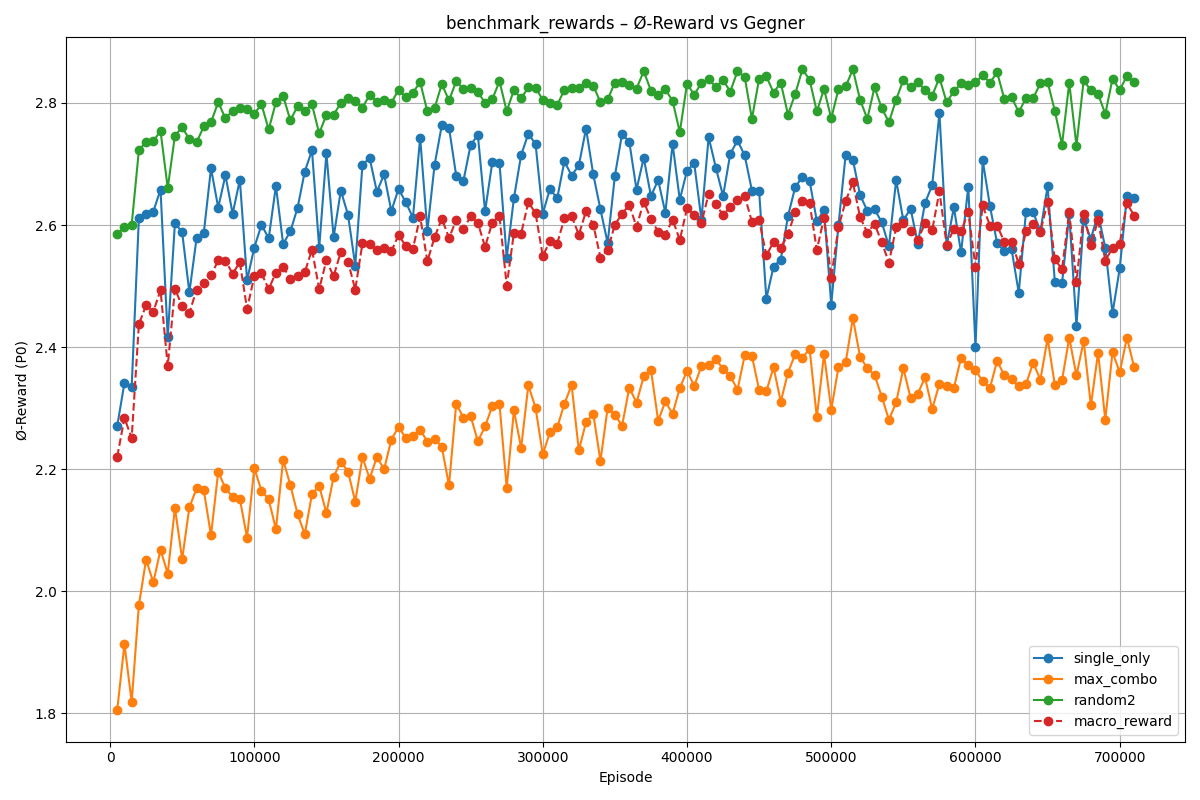 benchmark_rewards – Ø-Reward vs Gegner
Ø-Reward (P0)
2.8
2.6
2.4
2.2
2.0
1.8
0 100000 200000 300000 400000 500000 600000 700000
Episode
single_only
max_combo
random2
macro_reward